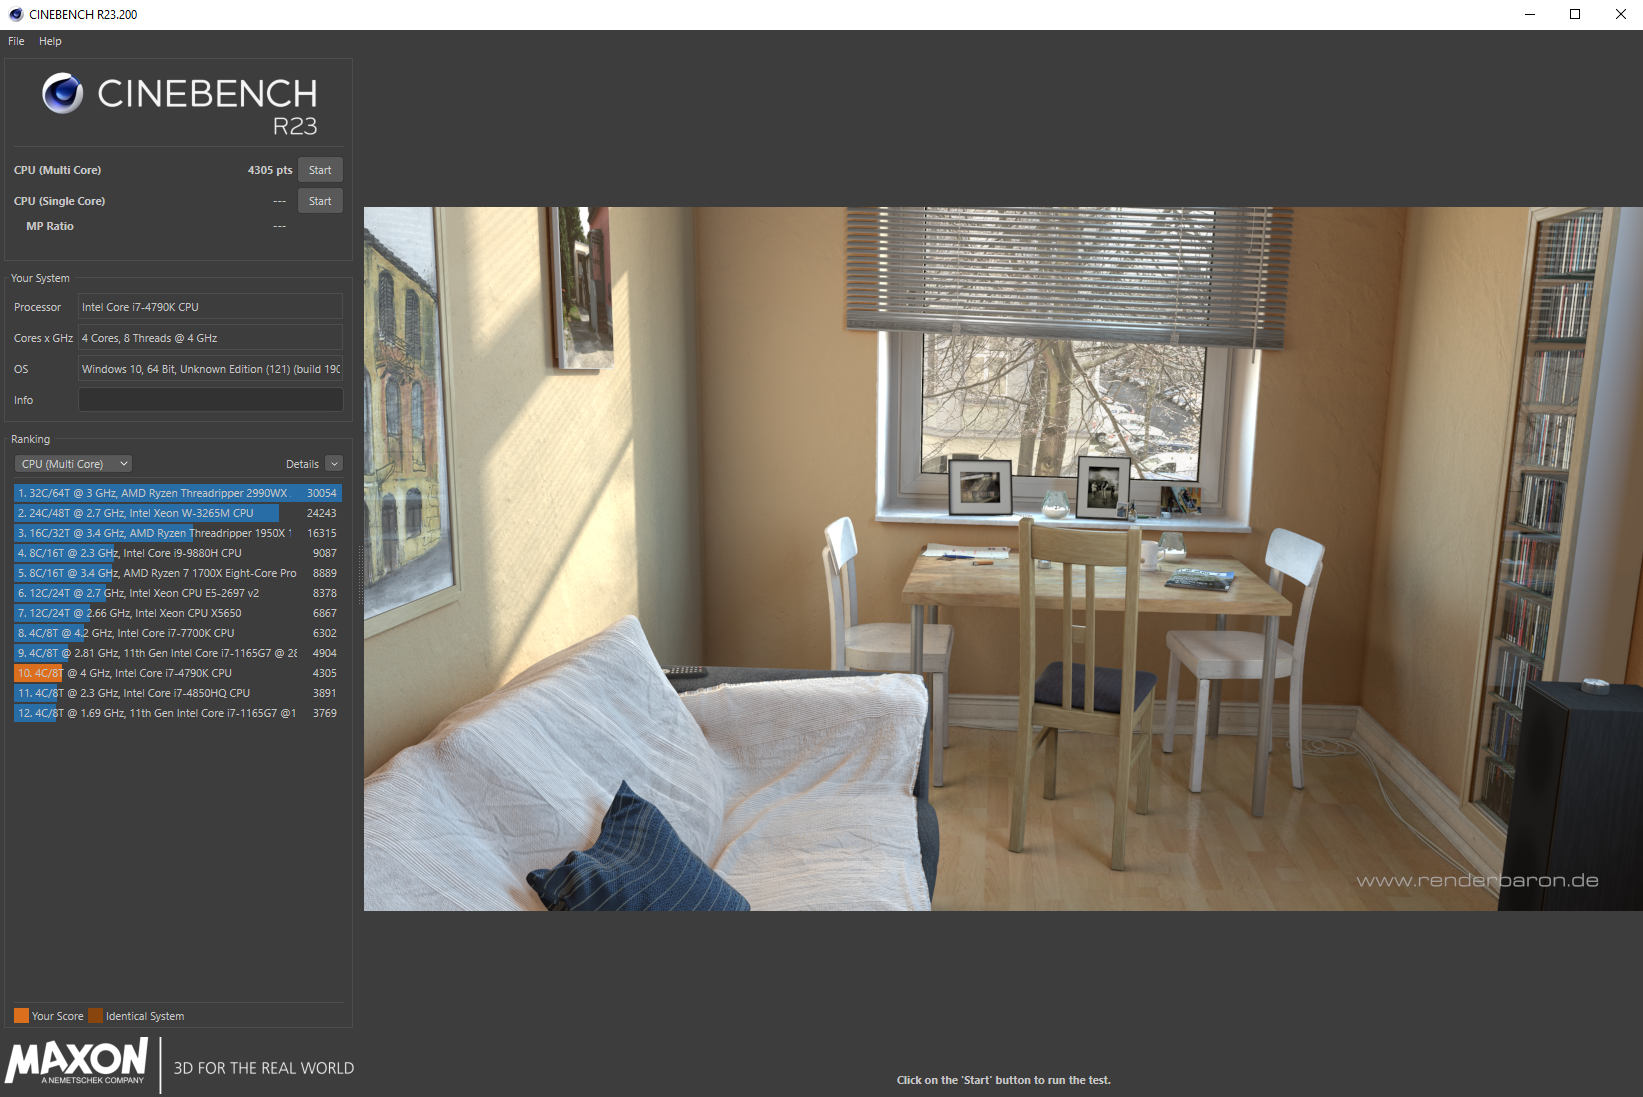 CINEBENCH R23.200
File Help
CINEBENCH
R23
CPU (Multi Core) 4305 pts Start
CPU (Single Core) --- Start
MP Ratio ---
Your System
Processor Intel Core i7-4790K CPU
Cores x GHz 4 Cores, 8 Threads @ 4 GHz
OS Windows 10, 64 Bit, Unknown Edition (121) (build 190
Info
Ranking
CPU (Multi Core) Details
1. 32C/64T @ 3 GHz, AMD Ryzen Threadripper 2990WX 30054
2. 24C/48T @ 2.7 GHz, Intel Xeon W-3265M CPU 24243
3. 16C/32T @ 3.4 GHz, AMD Ryzen Threadripper 1950X 1 16315
4. 8C/16T @ 2.3 GHz, Intel Core i9-9880H CPU 9087
5. 8C/16T @ 3.4 GHz, AMD Ryzen 7 1700X Eight-Core Pro 8889
6. 12C/24T @ 2.7 GHz, Intel Xeon CPU E5-2697 v2 8378
7. 12C/24T @ 2.66 GHz, Intel Xeon CPU X5650 6867
8. 4C/8T @ 4.2 GHz, Intel Core i7-7700K CPU 6302
9. 4C/8T @ 2.81 GHz, 11th Gen Intel Core i7-1165G7 @ 28 4904
10. 4C/8T @ 4 GHz, Intel Core i7-4790K CPU 4305
11. 4C/8T @ 2.3 GHz, Intel Core i7-4850HQ CPU 3891
12. 4C/8T @ 1.69 GHz, 11th Gen Intel Core i7-1165G7 @1 3769
www.renderbaron.de
Your Score Identical System
MAXON
A NEMETSCHEK COMPANY
3D FOR THE REAL WORLD
Click on the 'Start' button to run the test.